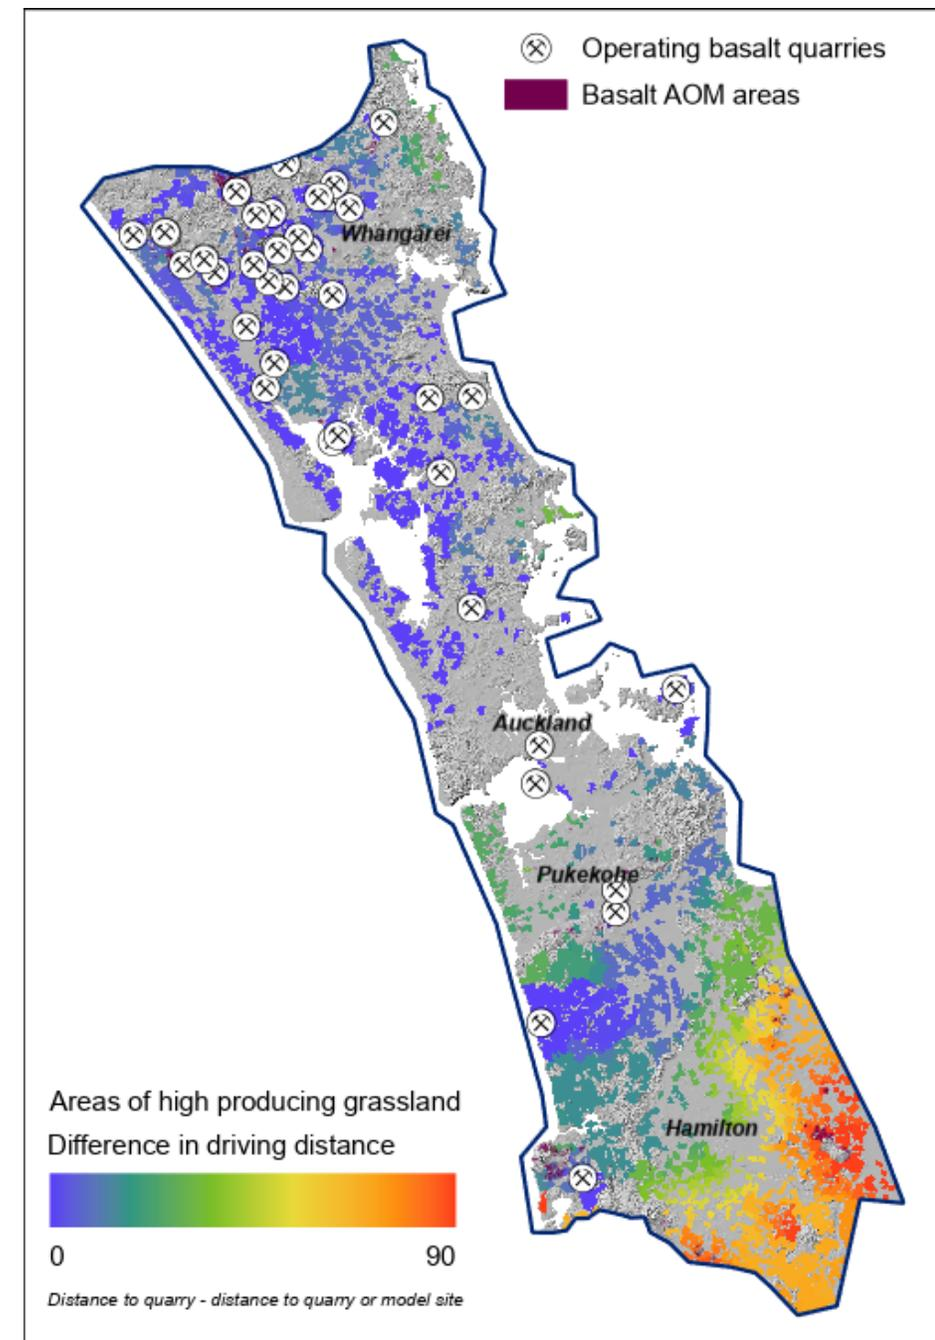 Operating basalt quarries
Basalt AOM areas
Whangarei
Auckland
Pukekohe
Hamilton
Areas of high producing grassland
Difference in driving distance
0 90
Distance to quarry - distance to quarry or model site